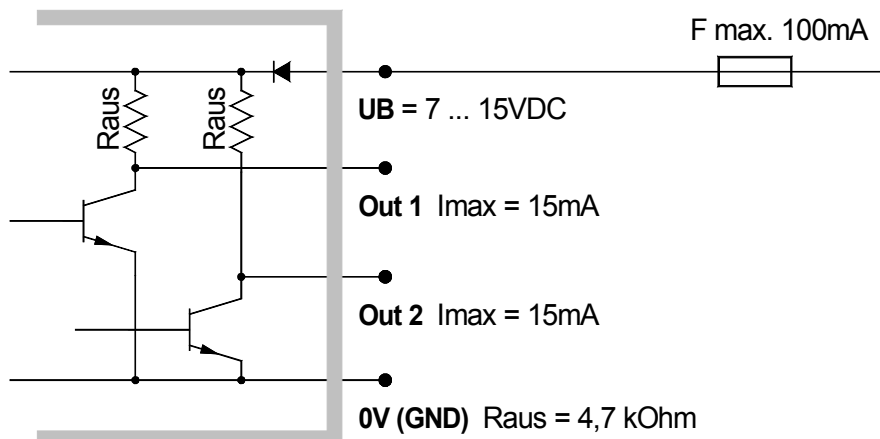 F max. 100mA
Raus
Raus
UB = 7 ... 15VDC
Out 1 Imax = 15mA
Out 2 Imax = 15mA
0V (GND) Raus = 4,7 kOhm